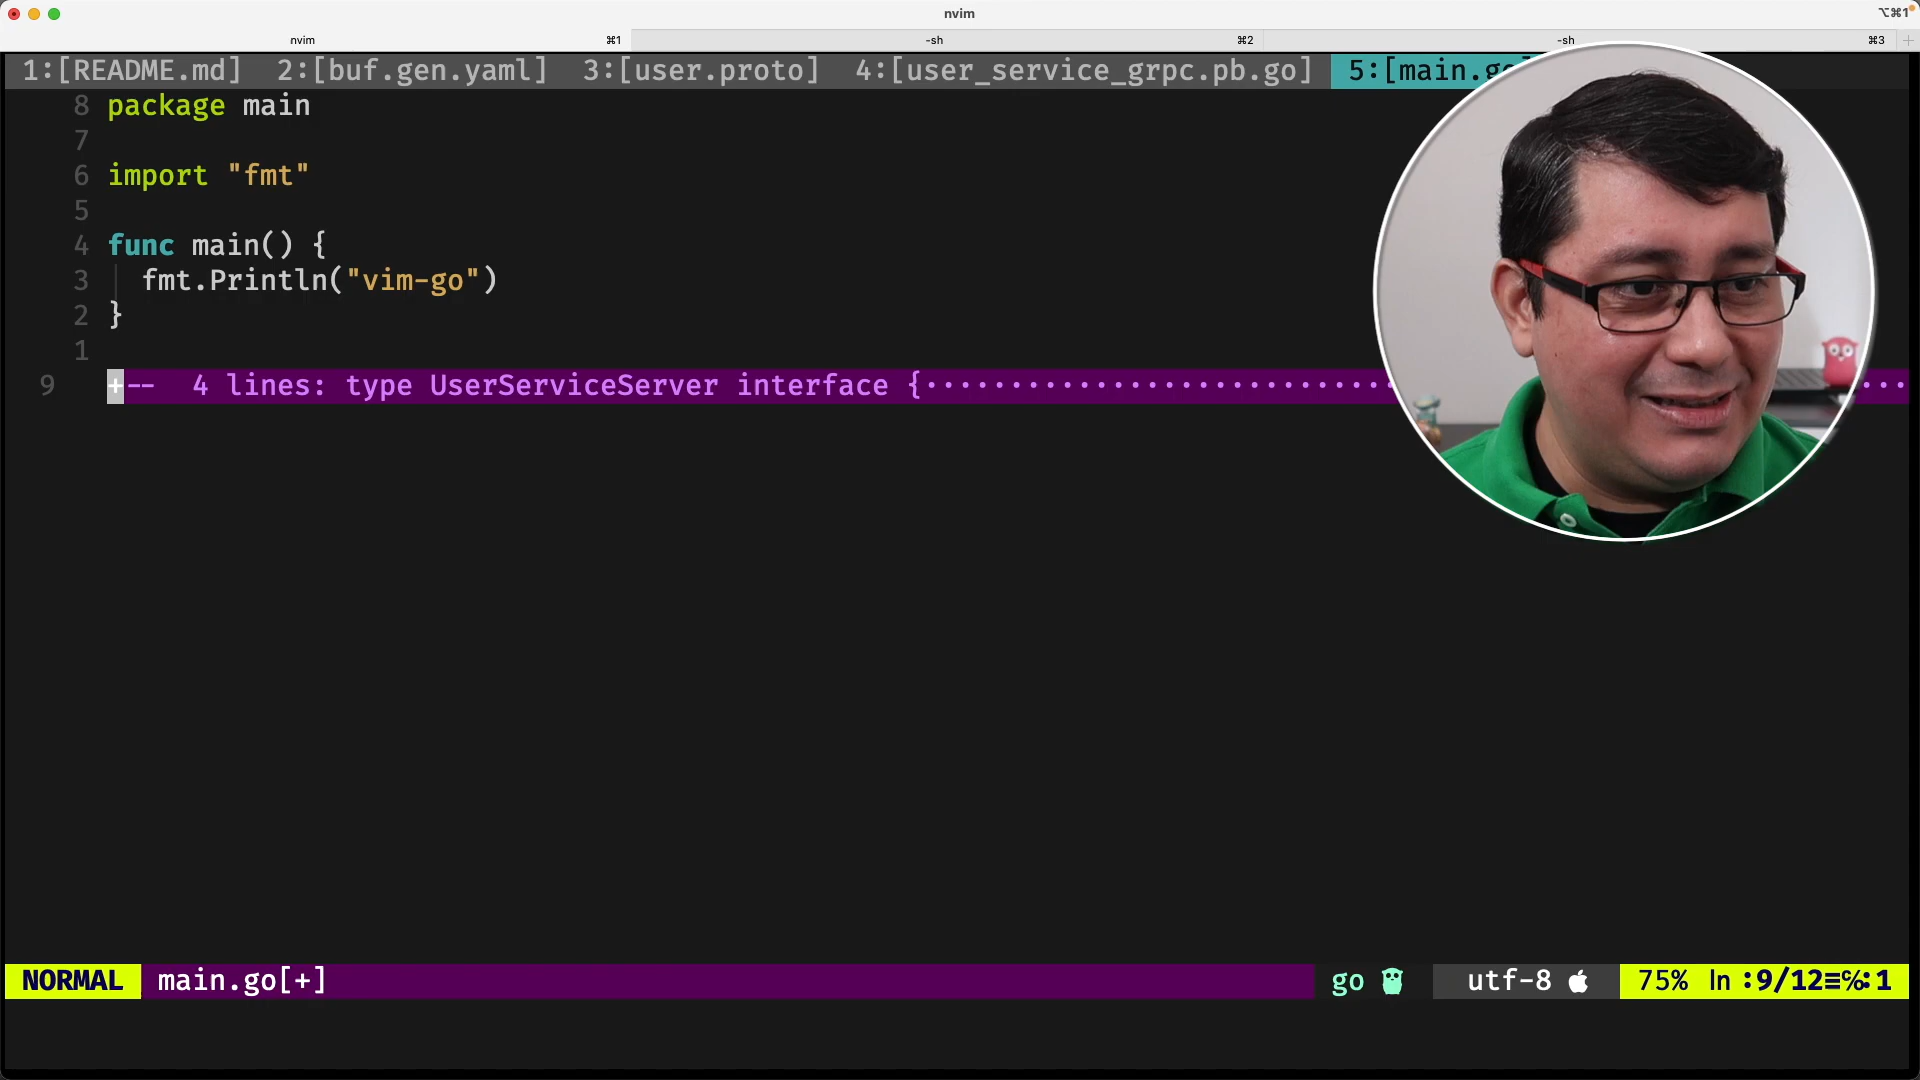 nvim
⌥⌘1
nvim ⌘1 -sh ⌘2 -sh ⌘3
1:[README.md] 2:[buf.gen.yaml] 3:[user.proto] 4:[user_service_grpc.pb.go] 5:[main.go
8 package main
7
6 import "fmt"
5
4 func main() {
3 fmt.Println("vim-go")
2 }
1
9 +-- 4 lines: type UserServiceServer interface {
NORMAL main.go[+] go utf-8 75% ln :9/12≡℅:1